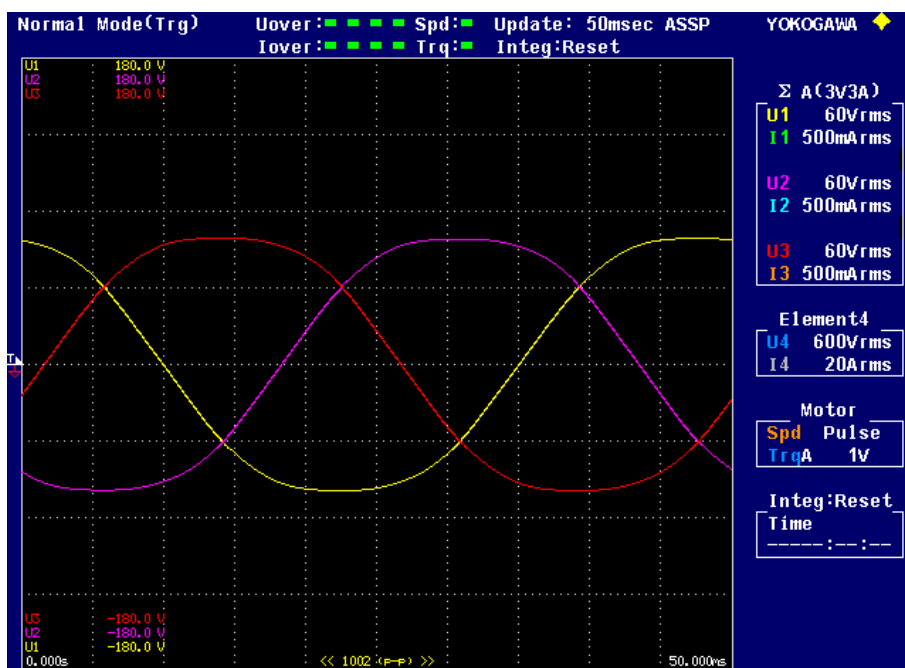 Normal Mode(Trg) Uover: Spd: Update: 50msec ASSP YOKOGAWA
Iover: Trq: Integ:Reset
U1 180.0 V
U2 180.0 V
U3 180.0 V
Σ A(3V3A)
U1 60Vrms
I1 500mArms
U2 60Vrms
I2 500mArms
U3 60Vrms
I3 500mArms
Element4
U4 600Vrms
I4 20Arms
T
Motor
Spd Pulse
TrqA 1V
Integ:Reset
Time
-----:--:--
U3 -180.0 V
U2 -180.0 V
U1 -180.0 V
0.000s << 1002 (p-p) >> 50.000ms